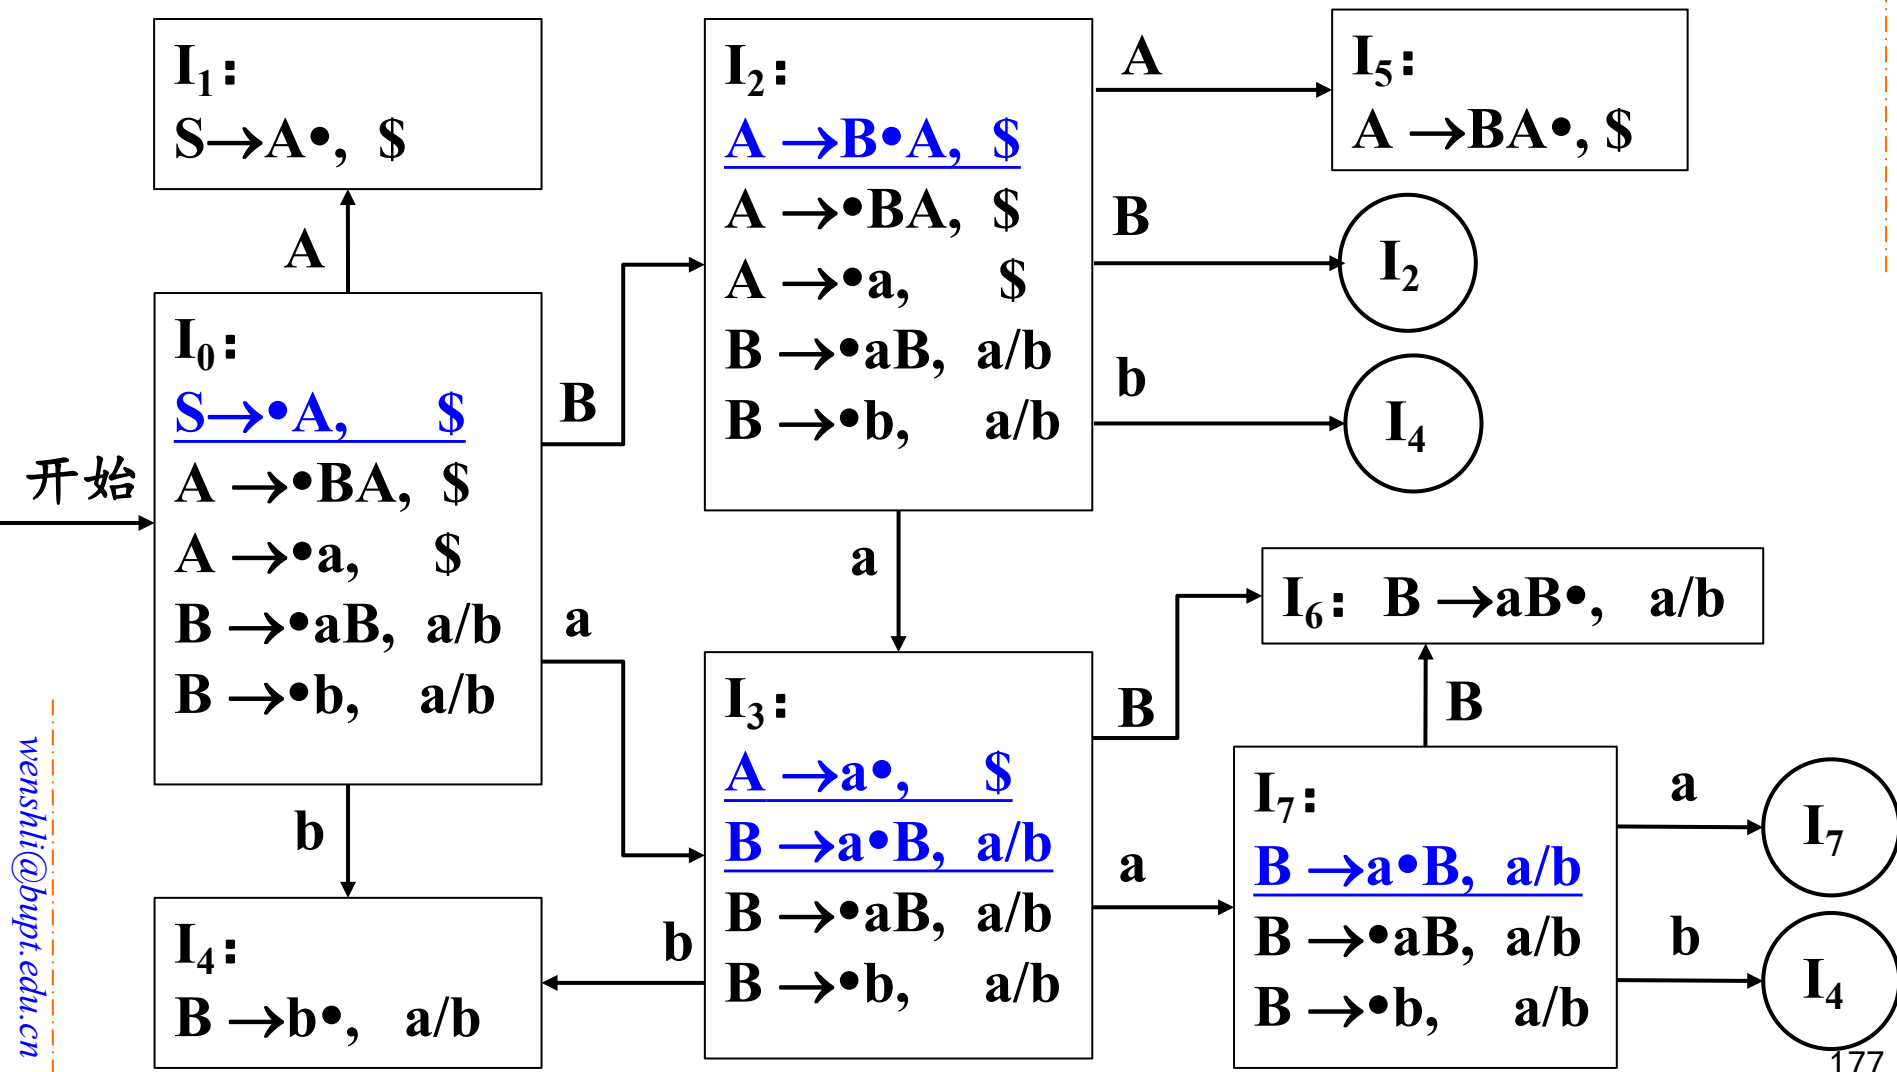 I₁:
S→A•, $
A
开始
I₀:
S→•A, $
A→•BA, $
A→•a, $
B→•aB, a/b
B→•b, a/b
B
a
b
I₄:
B→b•, a/b
I₂:
A→B•A, $
A→•BA, $
A→•a, $
B→•aB, a/b
B→•b, a/b
A
I₅:
A→BA•, $
B
I₂
b
I₄
a
I₃:
A→a•, $
B→a•B, a/b
B→•aB, a/b
B→•b, a/b
b
B
I₆: B→aB•, a/b
B
a
I₇:
B→a•B, a/b
B→•aB, a/b
B→•b, a/b
a
I₇
b
I₄
wenshli@bupt.edu.cn
177